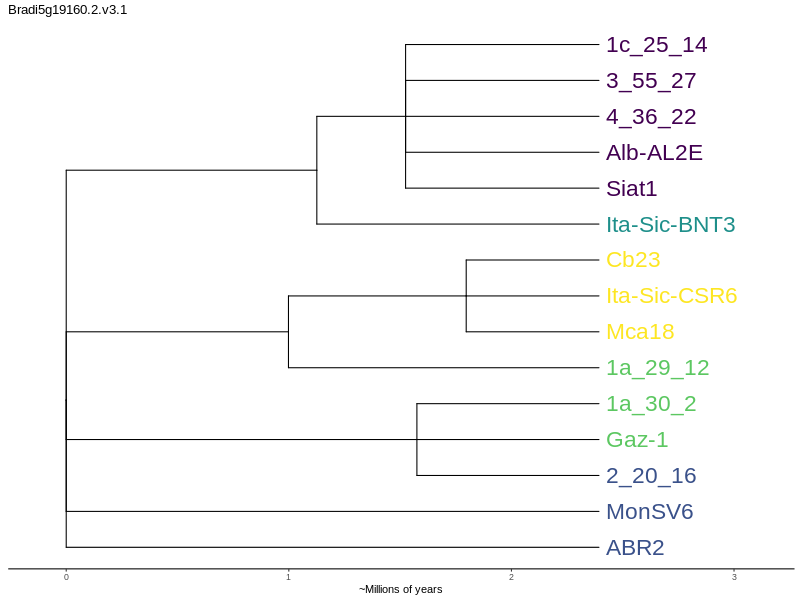 Bradi5g19160.2.v3.1
1c_25_14
3_55_27
4_36_22
Alb-AL2E
Siat1
Ita-Sic-BNT3
Cb23
Ita-Sic-CSR6
Mca18
1a_29_12
1a_30_2
Gaz-1
2_20_16
MonSV6
ABR2
0 1 2 3
~Millions of years